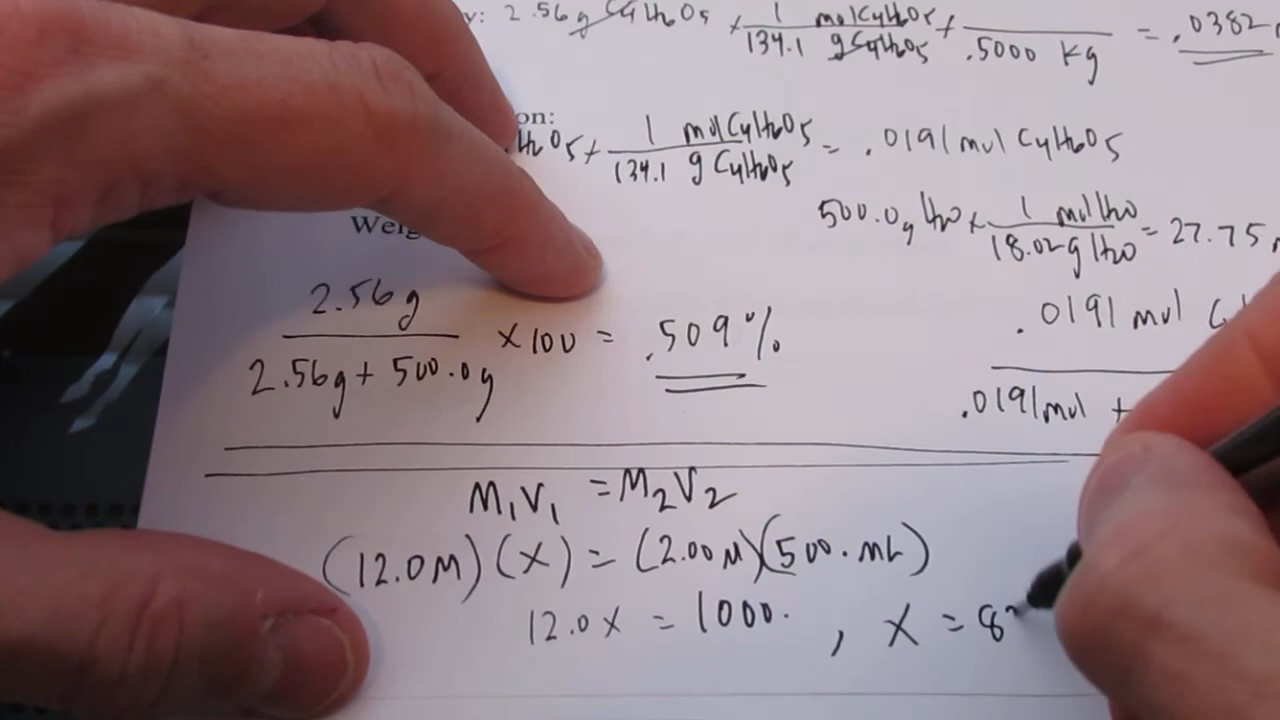 y: 2.56g C4H6O5 × 1 mol C4H6O5 / 134.1 g C4H6O5 × / .5000 Kg = .0382
on:
H6O5 × 1 mol C4H6O5 / 134.1 g C4H6O5 = .0191 mol C4H6O5
500.0g H2O × 1 mol H2O / 18.02g H2O = 27.75
Weig
2.56g / 2.56g + 500.0g × 100 = .509%
.0191 mol C / .0191 mol +
M1V1 = M2V2
(12.0M)(X) = (2.00M)(500. mL)
12.0X = 1000. , X = 8